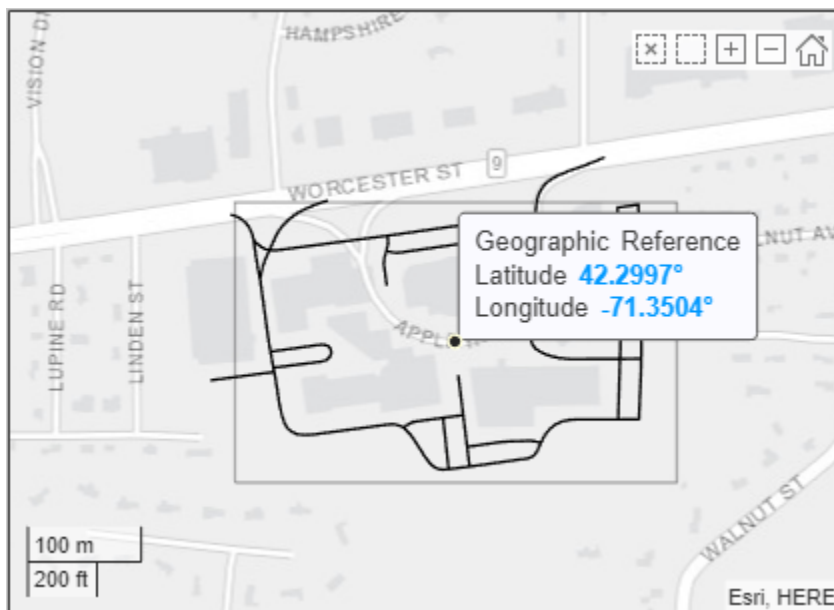 HAMPSHIRE
VISION D
WORCESTER ST
9
Geographic Reference
Latitude 42.2997°
Longitude -71.3504°
LNUT AV
LUPINE RD
LINDEN ST
APPL
WALNUT ST
100 m
200 ft
Esri, HERE